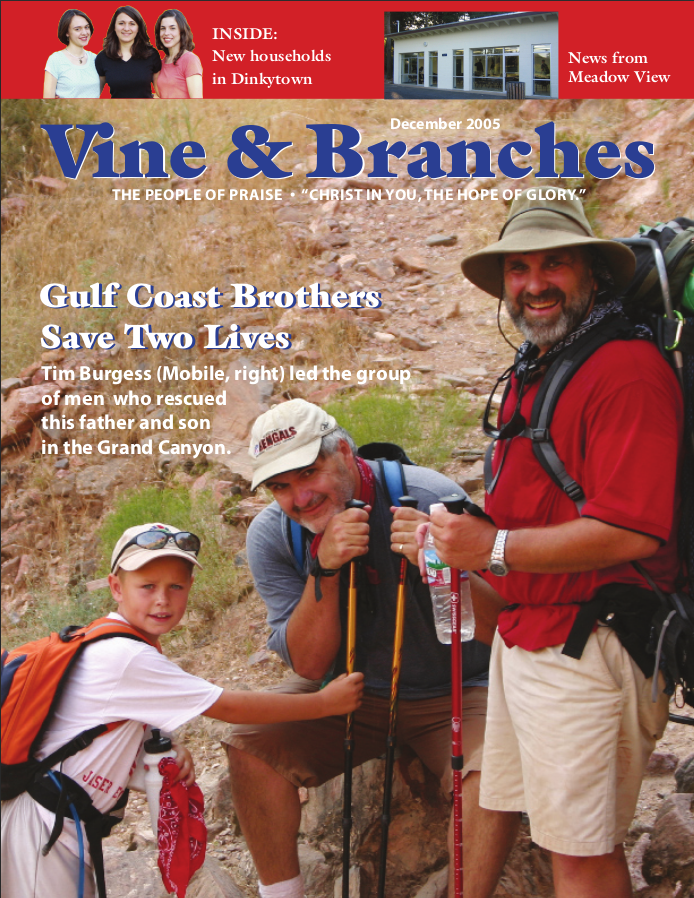 INSIDE:
New households
in Dinkytown
News from
Meadow View
December 2005
Vine & Branches
THE PEOPLE OF PRAISE • “CHRIST IN YOU, THE HOPE OF GLORY.”
Gulf Coast Brothers
Save Two Lives
Tim Burgess (Mobile, right) led the group
of men who rescued
this father and son
in the Grand Canyon.
BENGALS